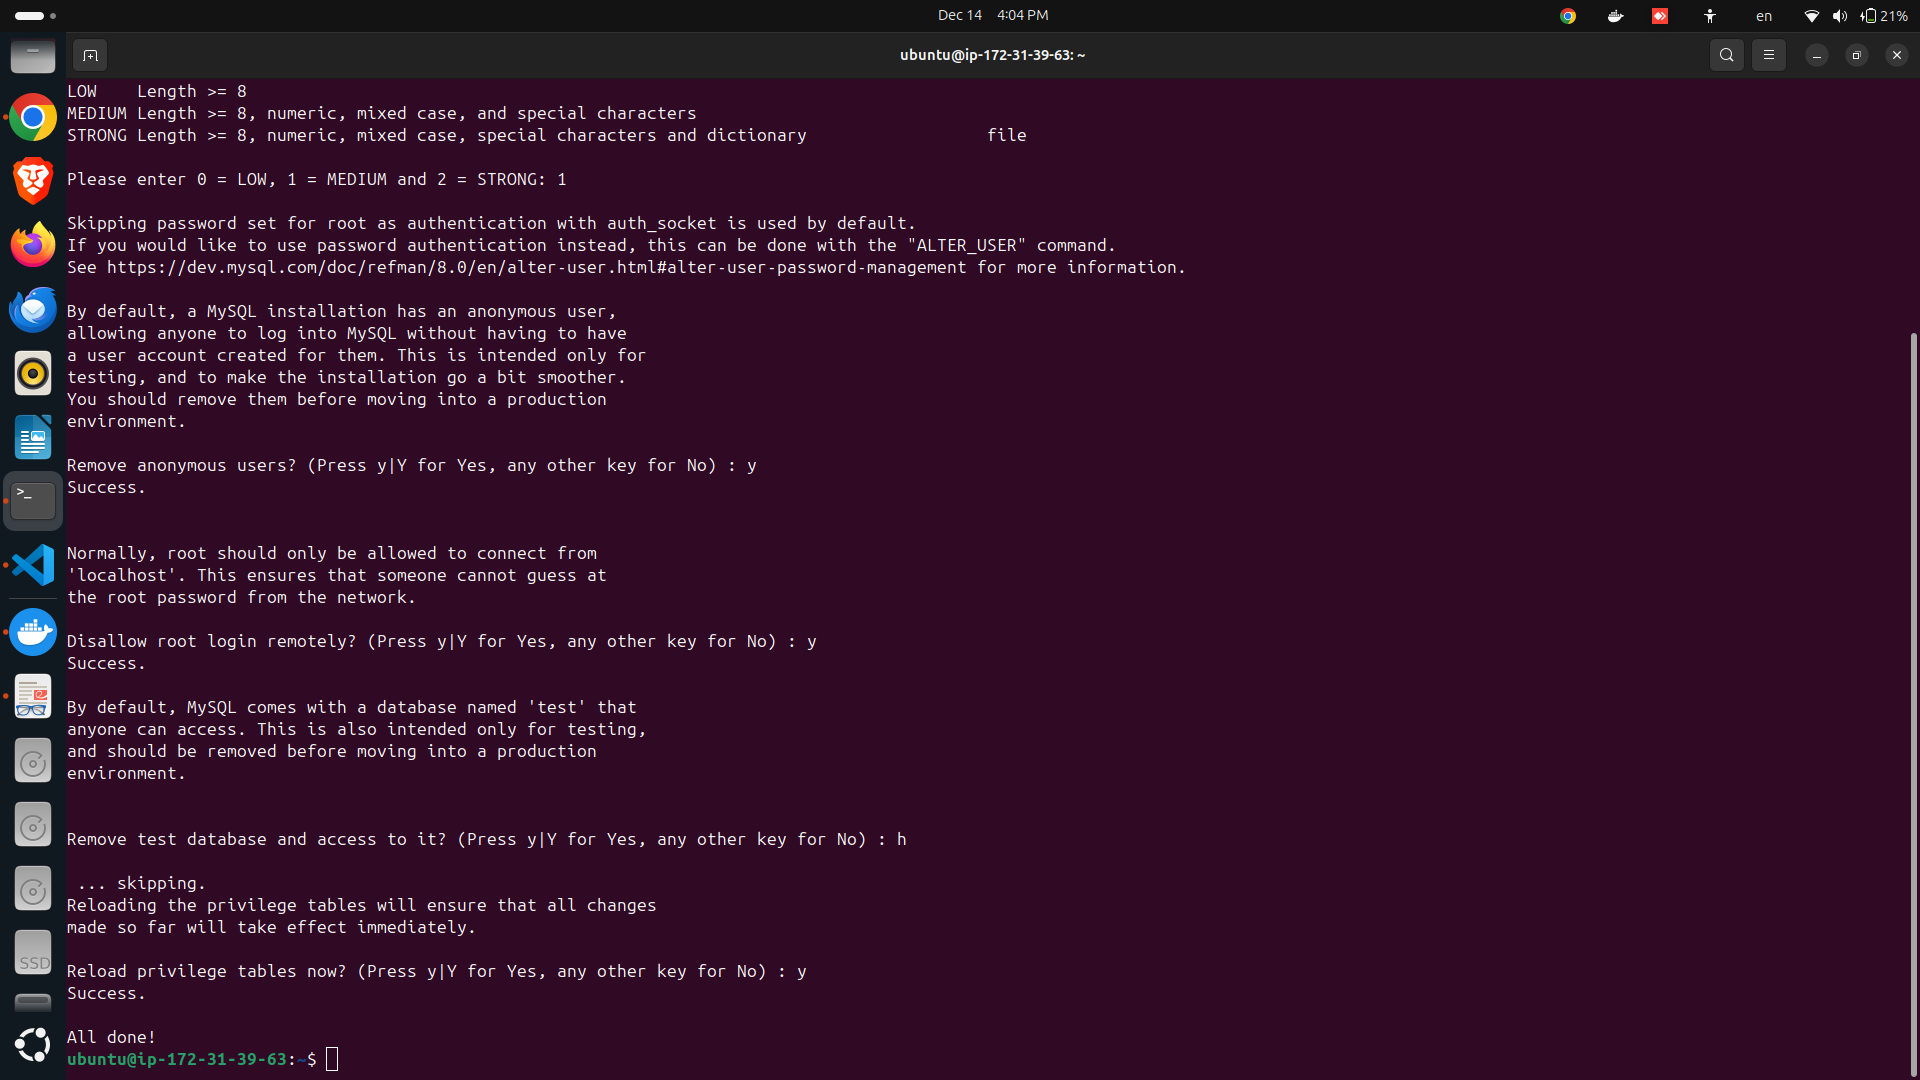 Dec 14 4:04 PM
en 21%
ubuntu@ip-172-31-39-63: ~
LOW    Length >= 8
MEDIUM Length >= 8, numeric, mixed case, and special characters
STRONG Length >= 8, numeric, mixed case, special characters and dictionary                  file
Please enter 0 = LOW, 1 = MEDIUM and 2 = STRONG: 1
Skipping password set for root as authentication with auth_socket is used by default.
If you would like to use password authentication instead, this can be done with the "ALTER_USER" command.
See https://dev.mysql.com/doc/refman/8.0/en/alter-user.html#alter-user-password-management for more information.
By default, a MySQL installation has an anonymous user,
allowing anyone to log into MySQL without having to have
a user account created for them. This is intended only for
testing, and to make the installation go a bit smoother.
You should remove them before moving into a production
environment.
Remove anonymous users? (Press y|Y for Yes, any other key for No) : y
Success.
Normally, root should only be allowed to connect from
'localhost'. This ensures that someone cannot guess at
the root password from the network.
Disallow root login remotely? (Press y|Y for Yes, any other key for No) : y
Success.
By default, MySQL comes with a database named 'test' that
anyone can access. This is also intended only for testing,
and should be removed before moving into a production
environment.
Remove test database and access to it? (Press y|Y for Yes, any other key for No) : h
 ... skipping.
Reloading the privilege tables will ensure that all changes
made so far will take effect immediately.
Reload privilege tables now? (Press y|Y for Yes, any other key for No) : y
Success.
All done!
ubuntu@ip-172-31-39-63:~$
>_
SSD